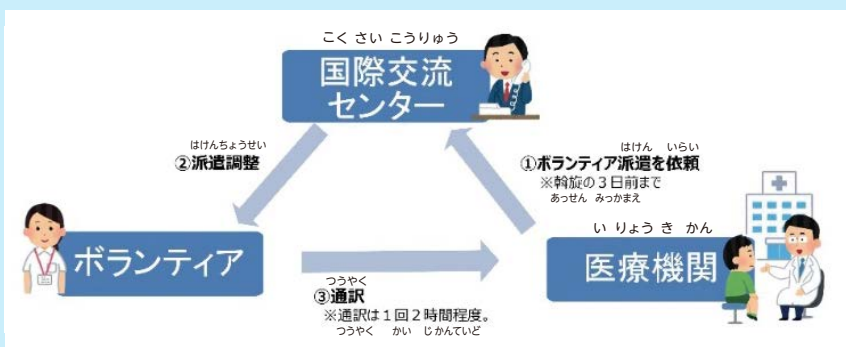 こく さい こうりゅう
国際交流
センター
はけんちょうせい
②派遣調整
はけん いらい
①ボランティア派遣を依頼
※斡旋の３日前まで
あっせん みっかまえ
い りょう き かん
医療機関
ボランティア
つうやく
③通訳
※通訳は１回２時間程度。
つうやく かい じかんていど